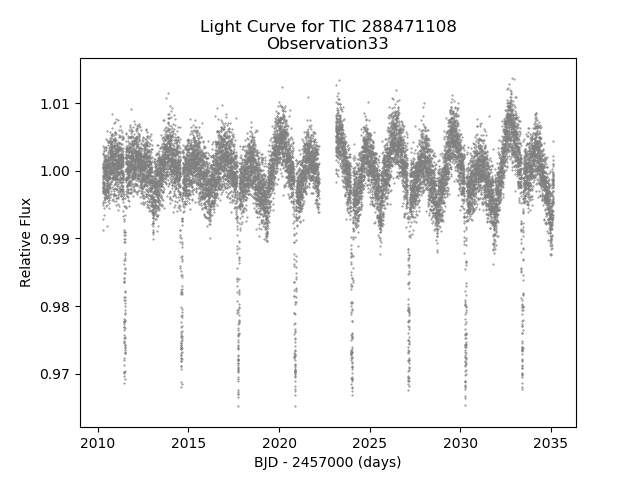 Light Curve for TIC 288471108
Observation33
Relative Flux
1.01
1.00
0.99
0.98
0.97
2010 2015 2020 2025 2030 2035
BJD - 2457000 (days)